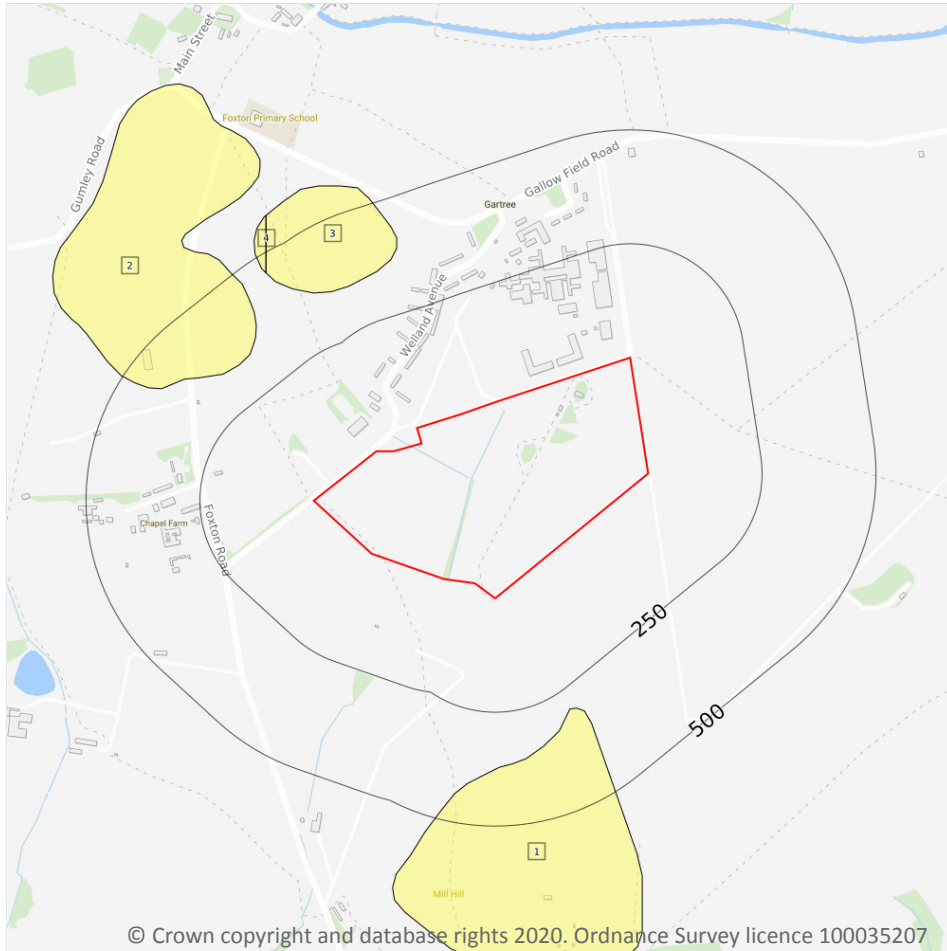 Main Street
Foxton Primary School
Gumley Road
Gallow Field Road
Gartree
4
3
2
Welland Avenue
Foxton Road
Chapel Farm
250
500
1
Mill Hill
© Crown copyright and database rights 2020. Ordnance Survey licence 100035207